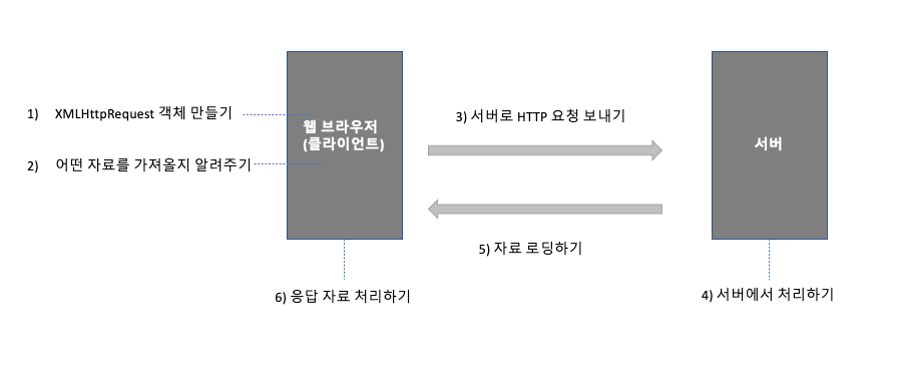 1) XMLHttpRequest 객체 만들기
2) 어떤 자료를 가져올지 알려주기
웹 브라우저
(클라이언트)
3) 서버로 HTTP 요청 보내기
서버
5) 자료 로딩하기
6) 응답 자료 처리하기
4) 서버에서 처리하기